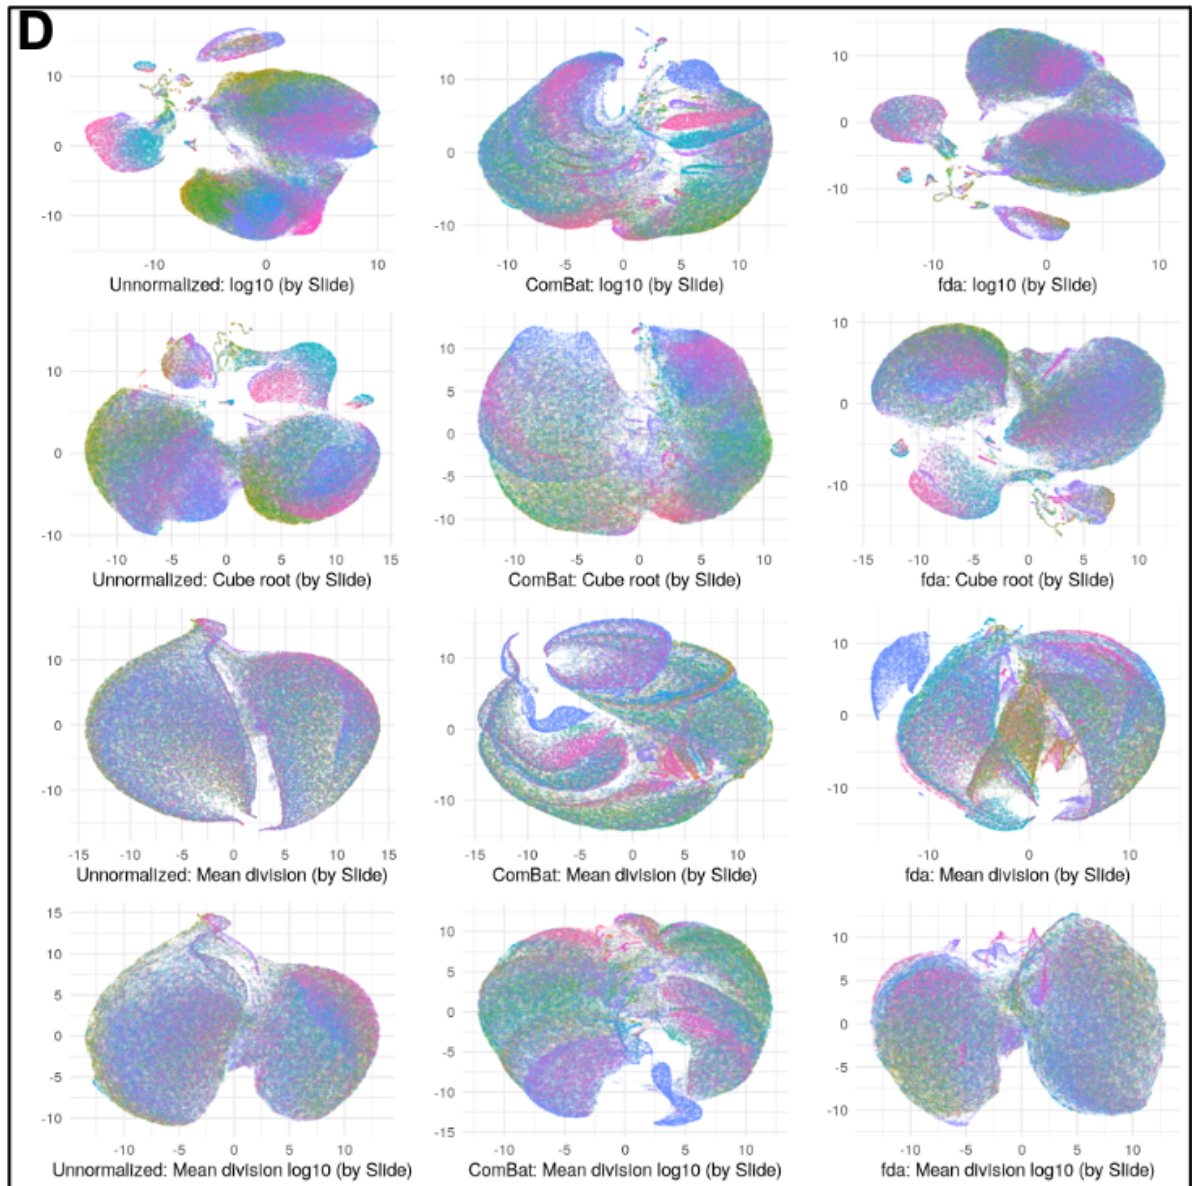 D
10
0
-10
-10 0 10
Unnormalized: log10 (by Slide)
10
0
-10
-10 -5 0 5 10
ComBat: log10 (by Slide)
10
0
-10
-10 0 10
fda: log10 (by Slide)
10
0
-10
-10 -5 0 5 10 15
Unnormalized: Cube root (by Slide)
10
5
0
-5
-10
-10 -5 0 5 10
ComBat: Cube root (by Slide)
10
0
-10
-15 -10 -5 0 5 10
fda: Cube root (by Slide)
10
0
-10
-15 -10 -5 0 5 10 15
Unnormalized: Mean division (by Slide)
10
0
-10
-15 -10 -5 0 5 10
ComBat: Mean division (by Slide)
10
0
-10
-10 0 10
fda: Mean division (by Slide)
15
10
5
0
-5
-10
-10 -5 0 5 10
Unnormalized: Mean division log10 (by Slide)
10
5
0
-5
-10
-15
-10 -5 0 5 10
ComBat: Mean division log10 (by Slide)
10
5
0
-5
-10
-10 -5 0 5 10
fda: Mean division log10 (by Slide)